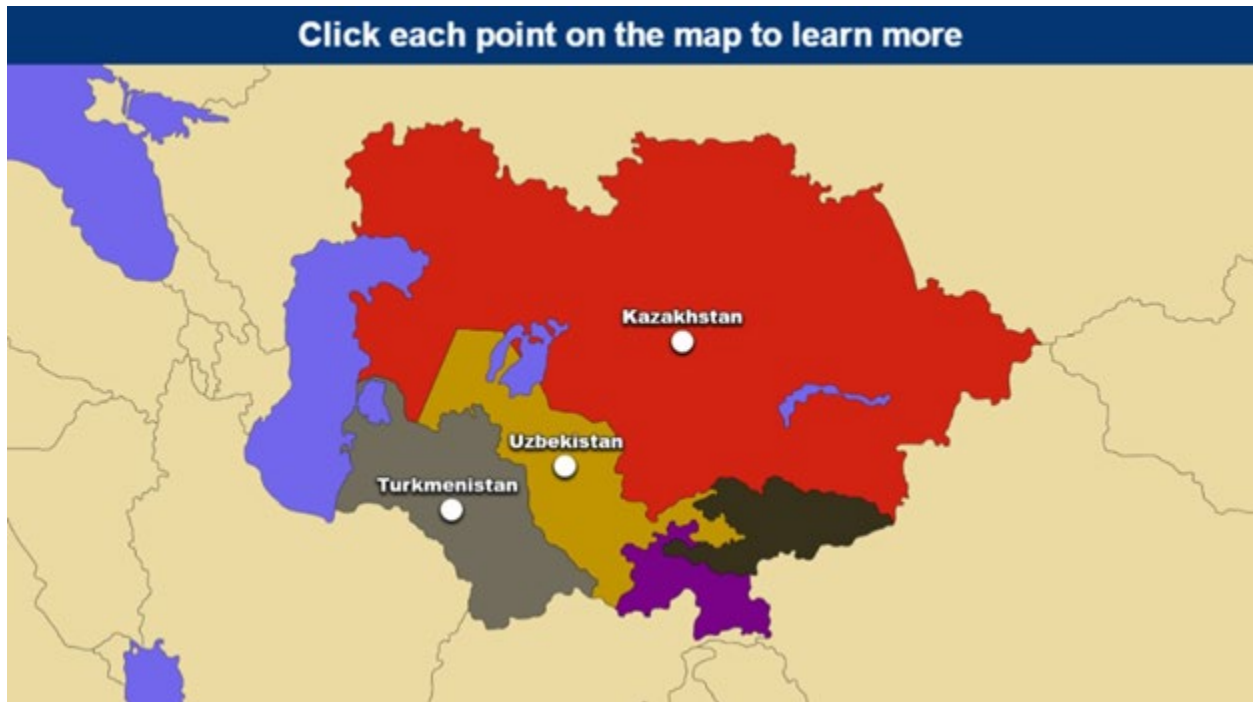 Click each point on the map to learn more
Kazakhstan
Uzbekistan
Turkmenistan